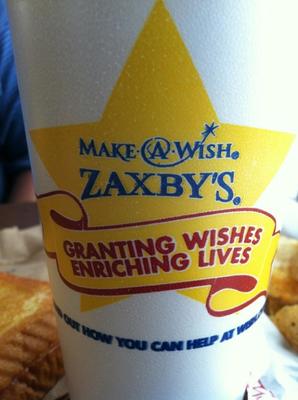 MAKE·A·WISH®
ZAXBY'S®
GRANTING WISHES
ENRICHING LIVES
OUT HOW YOU CAN HELP AT